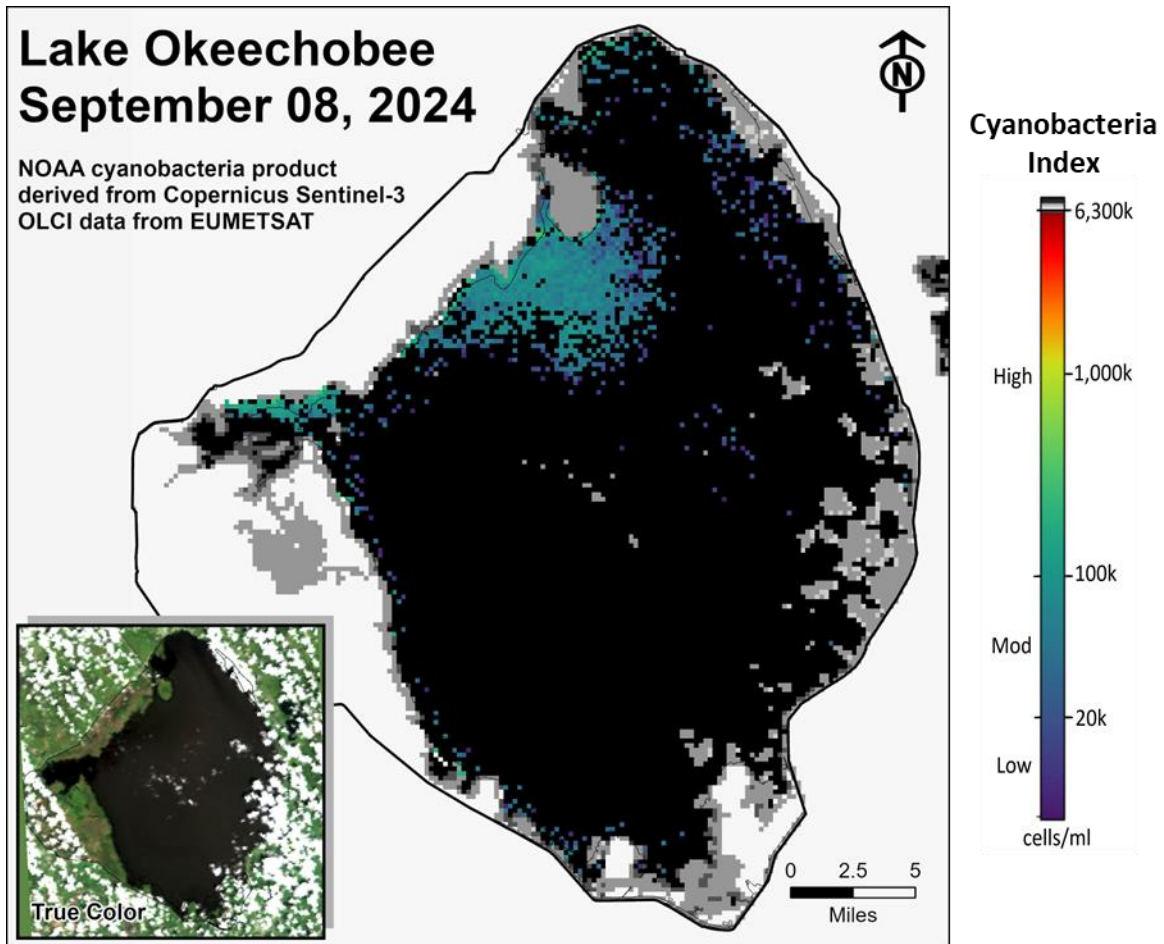 Lake Okeechobee
September 08, 2024
NOAA cyanobacteria product
derived from Copernicus Sentinel-3
OLCI data from EUMETSAT
N
Cyanobacteria
Index
6,300k
High
1,000k
100k
Mod
20k
Low
cells/ml
True Color
0 2.5 5
Miles